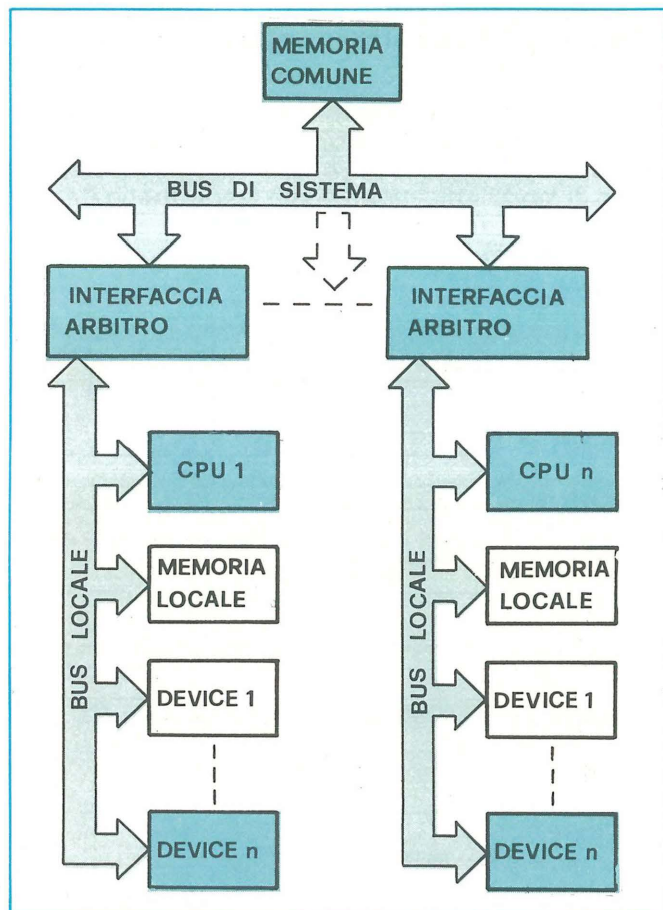 MEMORIA
COMUNE
BUS DI SISTEMA
INTERFACCIA
ARBITRO
INTERFACCIA
ARBITRO
BUS LOCALE
CPU 1
MEMORIA
LOCALE
DEVICE 1
DEVICE n
BUS LOCALE
CPU n
MEMORIA
LOCALE
DEVICE 1
DEVICE n